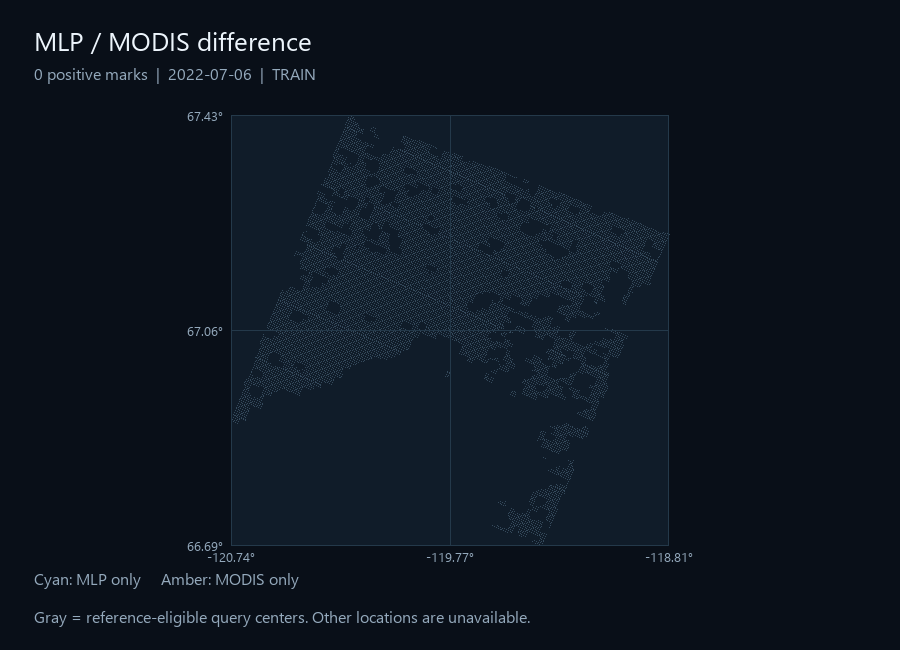 MLP / MODIS difference
0 positive marks | 2022-07-06 | TRAIN
67.43°
67.06°
66.69°
-120.74° -119.77° -118.81°
Cyan: MLP only Amber: MODIS only
Gray = reference-eligible query centers. Other locations are unavailable.